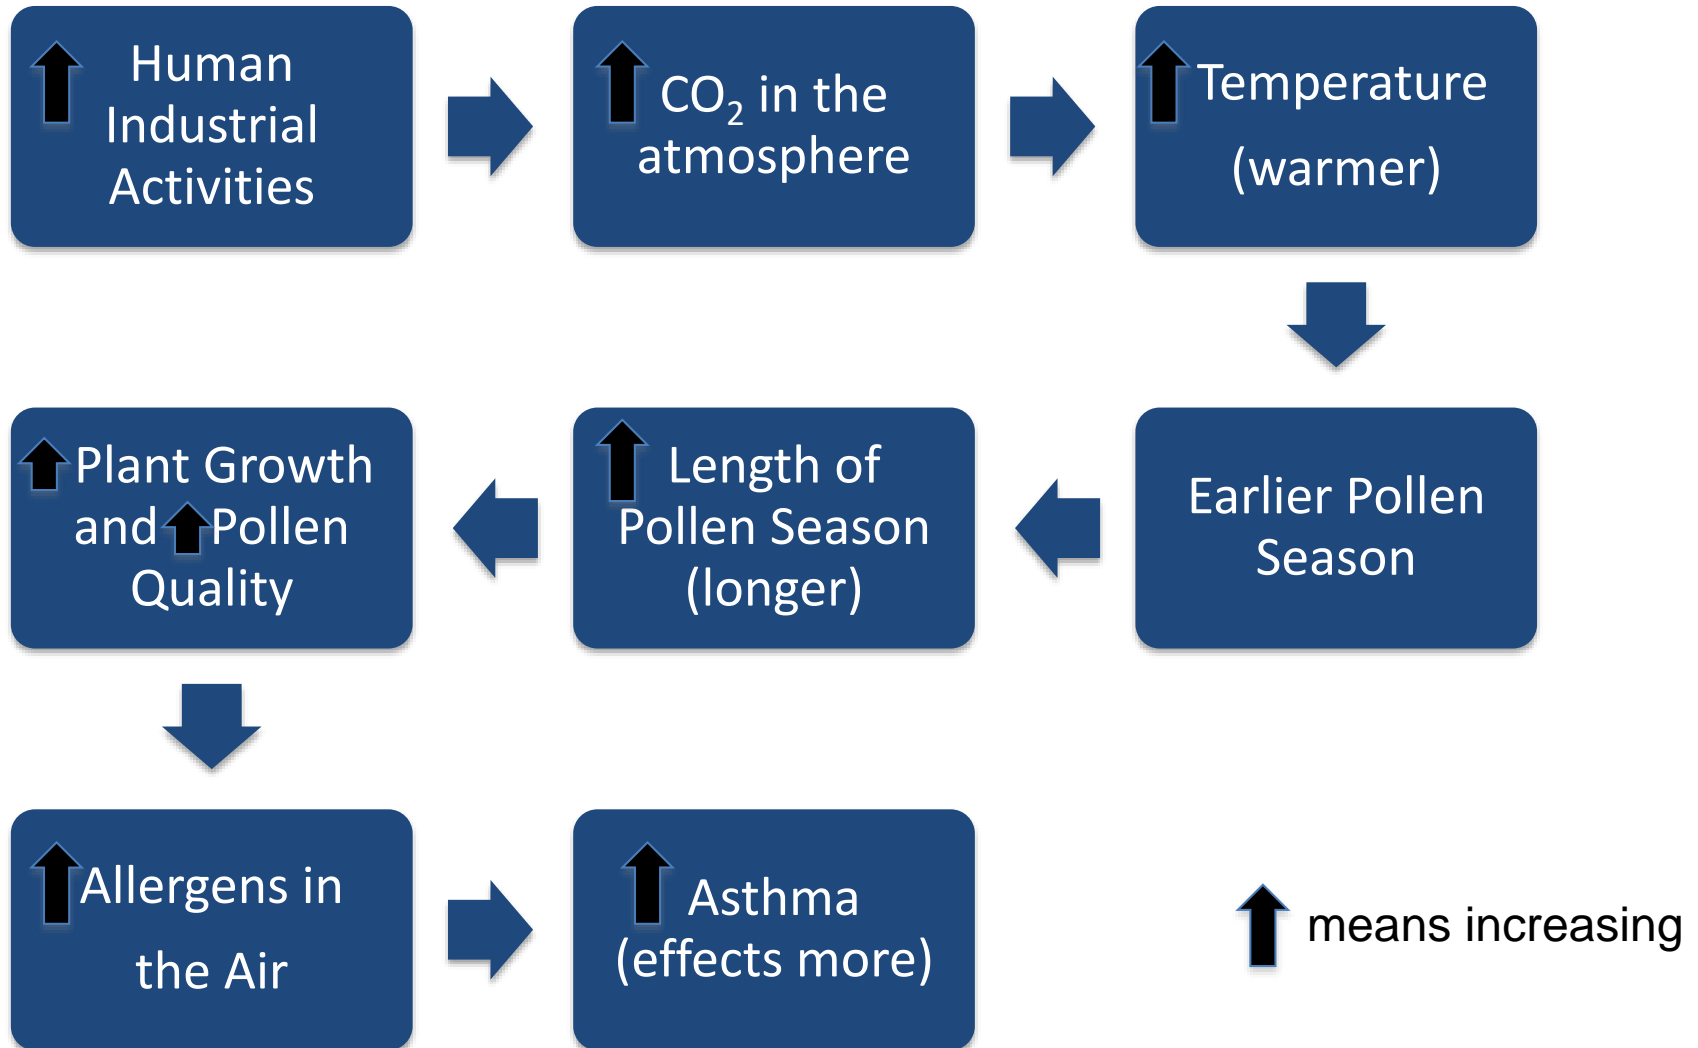 Human
Industrial
Activities
CO₂ in the
atmosphere
Temperature
(warmer)
Earlier Pollen
Season
Length of
Pollen Season
(longer)
Plant Growth
and Pollen
Quality
Allergens in
the Air
Asthma
(effects more)
means increasing